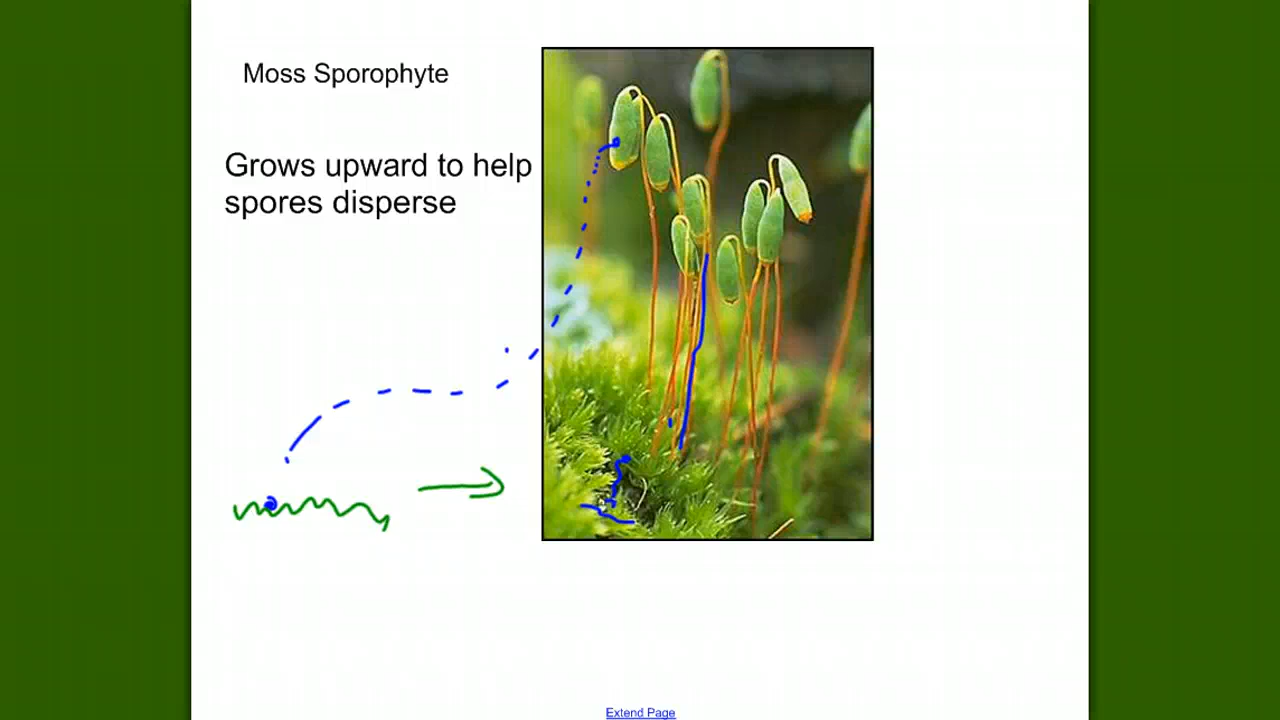 Moss Sporophyte
Grows upward to help
spores disperse
Extend Page